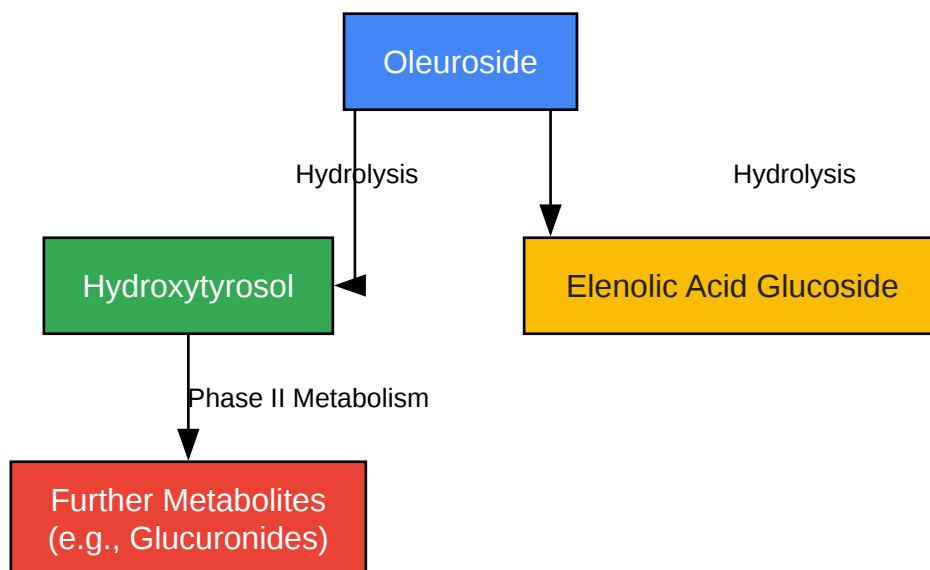 Oleuroside
Hydrolysis
Hydrolysis
Hydroxytyrosol
Elenolic Acid Glucoside
Phase II Metabolism
Further Metabolites
(e.g., Glucuronides)